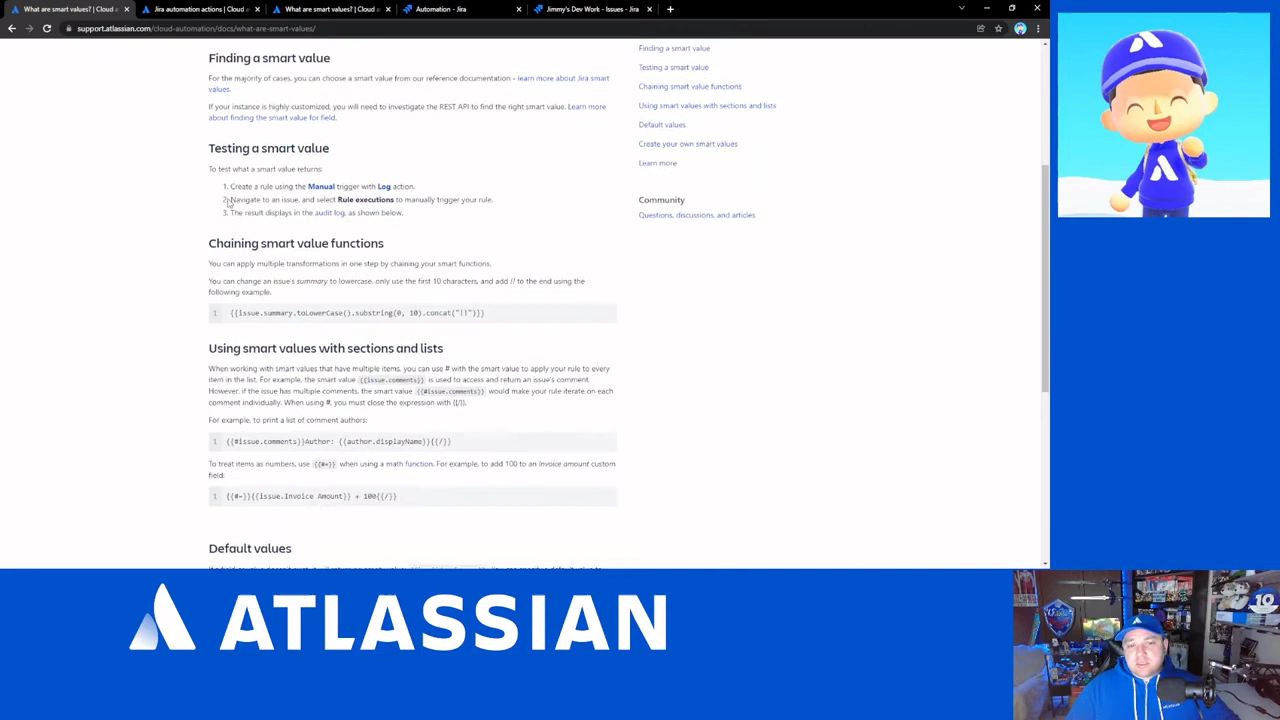 What are smart values? | Cloud a
Jira automation actions | Cloud
What are smart values? | Cloud
Automation - Jira
Jimmy's Dev Work - Issues - Jira
support.atlassian.com/cloud-automation/docs/what-are-smart-values/
Finding a smart value
For the majority of cases, you can choose a smart value from our reference documentation - learn more about Jira smart
values.
If your instance is highly customized, you will need to investigate the REST API to find the right smart value. Learn more
about finding the smart value for field.
Testing a smart value
To test what a smart value returns:
1. Create a rule using the Manual trigger with Log action.
2. Navigate to an issue, and select Rule executions to manually trigger your rule.
3. The result displays in the audit log, as shown below.
Chaining smart value functions
You can apply multiple transformations in one step by chaining your smart functions.
You can change an issue's summary to lowercase, only use the first 10 characters, and add !! to the end using the
following example.
1 {{issue.summary.toLowerCase().substring(0, 10).concat("!!")}}
Using smart values with sections and lists
When working with smart values that have multiple items, you can use # with the smart value to apply your rule to every
item in the list. For example, the smart value {{issue.comments}} is used to access and return an issue's comment.
However, if the issue has multiple comments, the smart value {{#issue.comments}} would make your rule iterate on each
comment individually. When using #, you must close the expression with {{/}}.
For example, to print a list of comment authors:
1 {{#issue.comments}}Author: {{author.displayName}}{{/}}
To treat items as numbers, use {{#=}} when using a math function. For example, to add 100 to an Invoice amount custom
field:
1 {{#=}}{{issue.Invoice Amount}} + 100{{/}}
Default values
Finding a smart value
Testing a smart value
Chaining smart value functions
Using smart values with sections and lists
Default values
Create your own smart values
Learn more
Community
Questions, discussions, and articles
ATLASSIAN
10